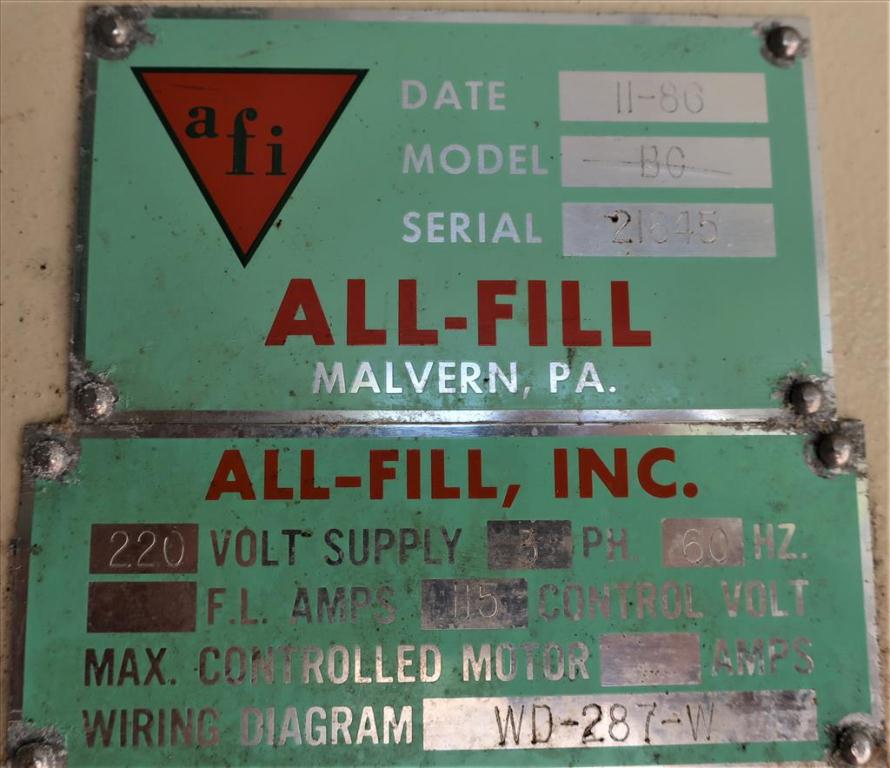 afi
DATE 11-86
MODEL
SERIAL 21645
ALL-FILL
MALVERN, PA.
ALL-FILL, INC.
220 VOLT SUPPLY 3 PH. 60 HZ.
F.L. AMPS 115 CONTROL VOLT
MAX. CONTROLLED MOTOR AMPS
WIRING DIAGRAM WD-287-W